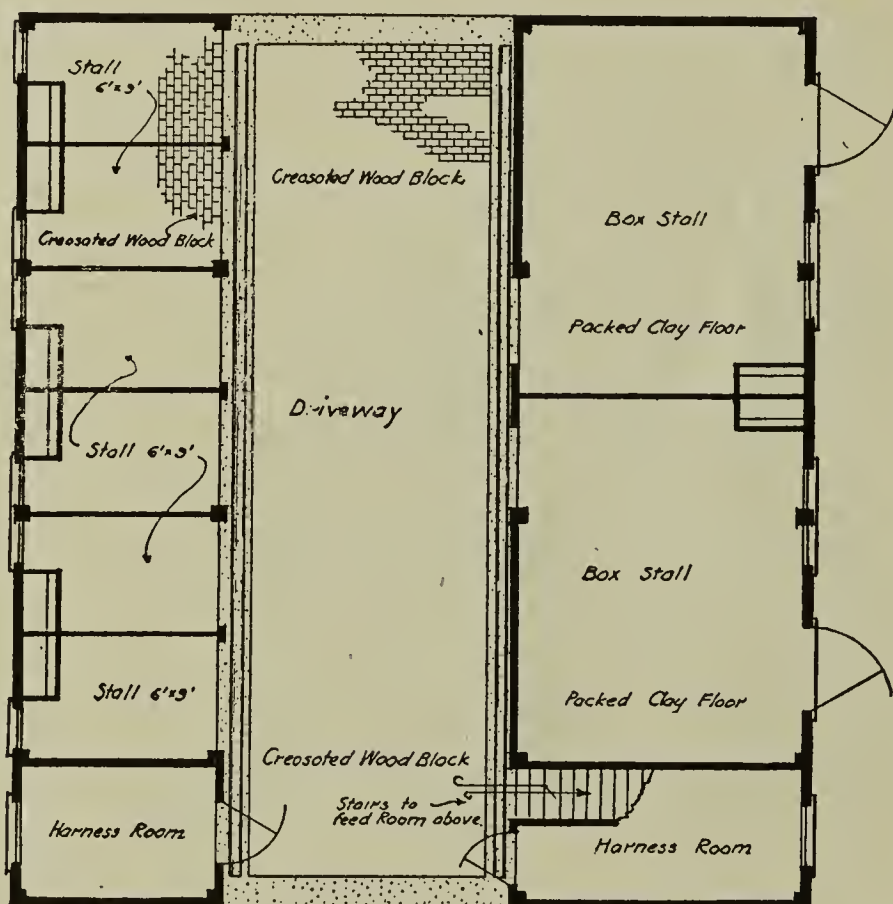 Stall
6'x9'
Creosoted Wood Block
Creosoted Wood Block
Box Stall
Packed Clay Floor
Driveway
Stall 6'x9'
Box Stall
Stall 6'x9'
Packed Clay Floor
Creosoted Wood Block
Stairs to
feed Room above.
Harness Room
Harness Room